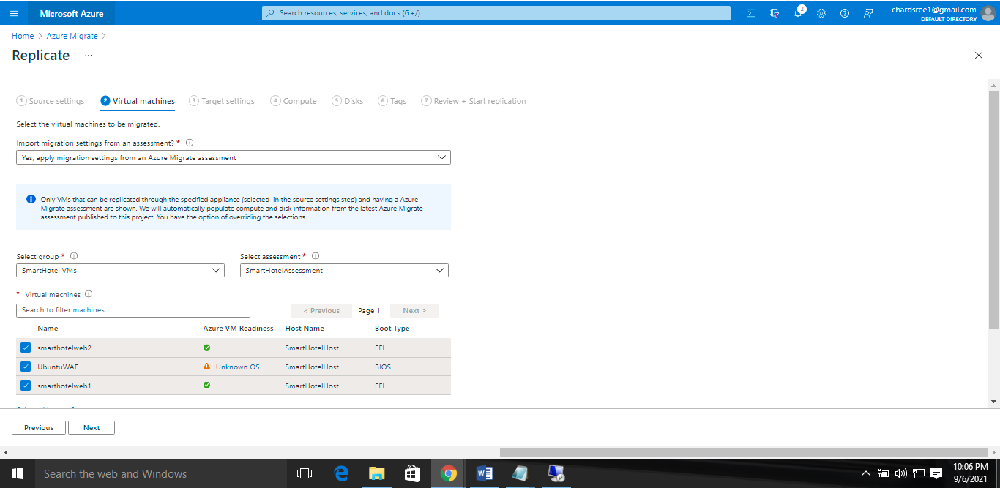 Microsoft Azure
Search resources, services, and docs (G+/)
2
chardsree1@gmail.com
DEFAULT DIRECTORY
Home > Azure Migrate >
Replicate ...
1 Source settings 2 Virtual machines 3 Target settings 4 Compute 5 Disks 6 Tags 7 Review + Start replication
Select the virtual machines to be migrated.
Import migration settings from an assessment? *
Yes, apply migration settings from an Azure Migrate assessment
Only VMs that can be replicated through the specified appliance (selected in the source settings step) and having a Azure
Migrate assessment are shown. We will automatically populate compute and disk information from the latest Azure Migrate
assessment published to this project. You have the option of overriding the selections.
Select group * Select assessment *
SmartHotel VMs SmartHotelAssessment
* Virtual machines
Search to filter machines < Previous Page 1 Next >
Name Azure VM Readiness Host Name Boot Type
smarthotelweb2 SmartHotelHost EFI
UbuntuWAF Unknown OS SmartHotelHost BIOS
smarthotelweb1 SmartHotelHost EFI
Previous Next
Search the web and Windows
10:06 PM
9/6/2021